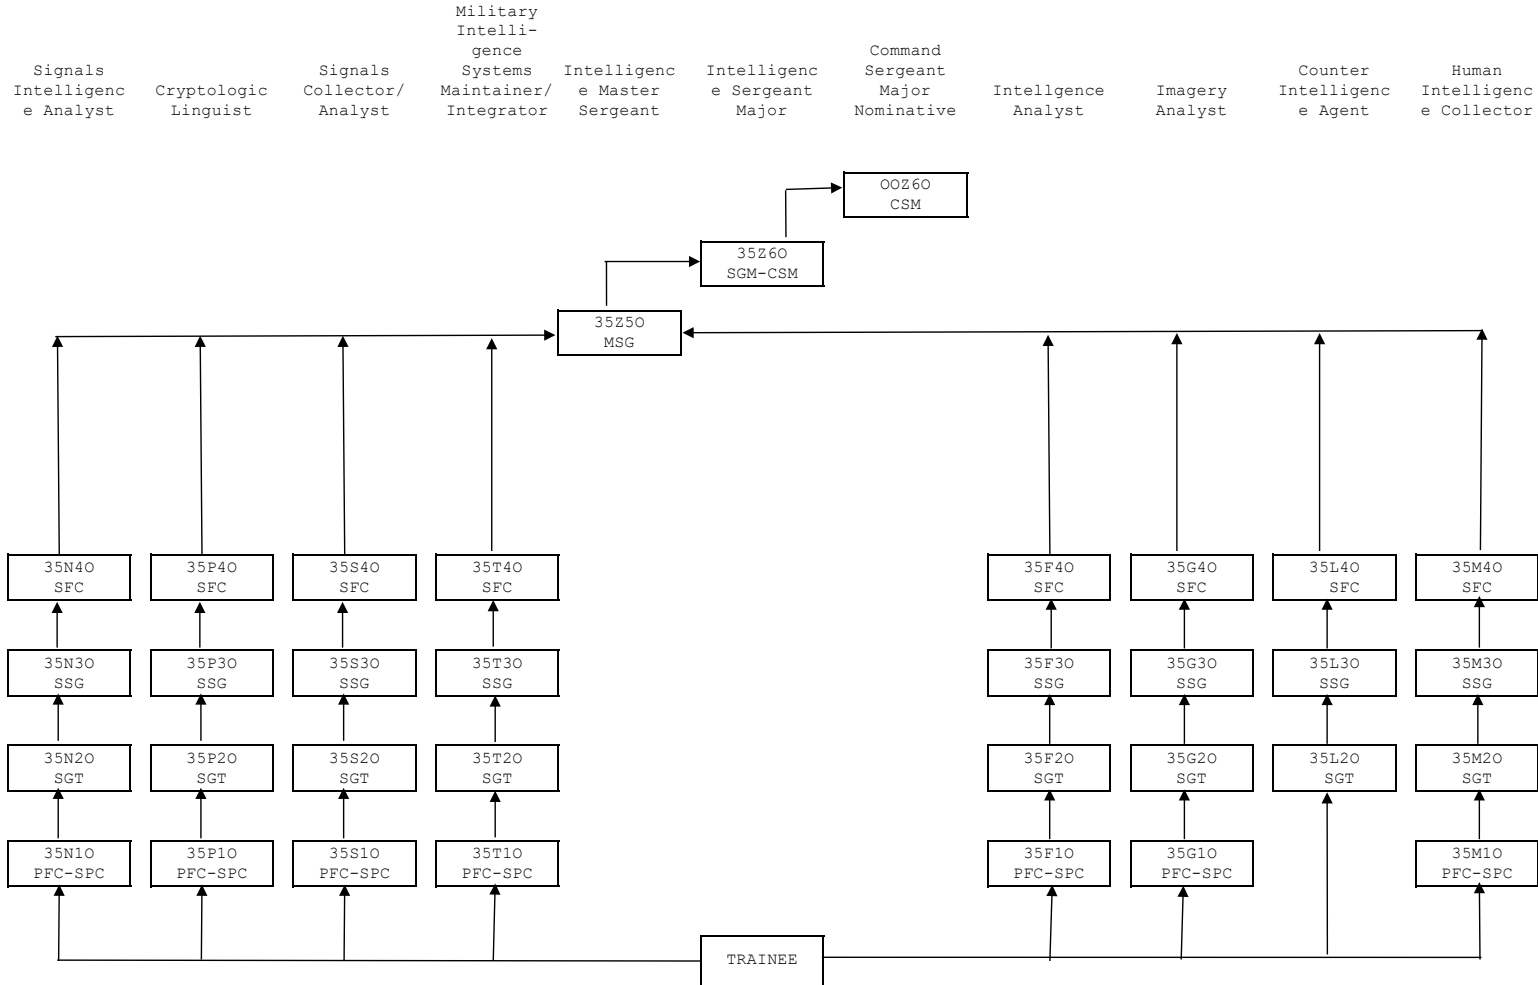 Signals
Intelligenc
e Analyst
Cryptologic
Linguist
Signals
Collector/
Analyst
Military
Intelli-
gence
Systems
Maintainer/
Integrator
Intelligenc
e Master
Sergeant
Intelligenc
e Sergeant
Major
Command
Sergeant
Major
Nominative
Intellgence
Analyst
Imagery
Analyst
Counter
Intelligenc
e Agent
Human
Intelligenc
e Collector
OOZ6O
CSM
35Z6O
SGM-CSM
35Z5O
MSG
35N4O
SFC
35P4O
SFC
35S4O
SFC
35T4O
SFC
35F4O
SFC
35G4O
SFC
35L4O
SFC
35M4O
SFC
35N3O
SSG
35P3O
SSG
35S3O
SSG
35T3O
SSG
35F3O
SSG
35G3O
SSG
35L3O
SSG
35M3O
SSG
35N2O
SGT
35P2O
SGT
35S2O
SGT
35T2O
SGT
35F2O
SGT
35G2O
SGT
35L2O
SGT
35M2O
SGT
35N1O
PFC-SPC
35P1O
PFC-SPC
35S1O
PFC-SPC
35T1O
PFC-SPC
35F1O
PFC-SPC
35G1O
PFC-SPC
35M1O
PFC-SPC
TRAINEE